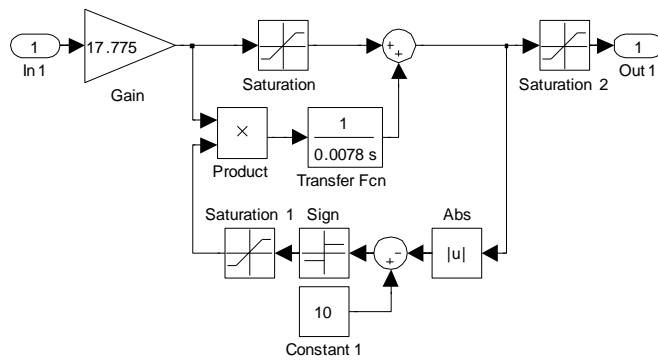 1
In 1
17.775
Gain
Saturation
+
+
Saturation 2
1
Out 1
×
Product
1
0.0078 s
Transfer Fcn
Saturation 1
Sign
Abs
+
−
|u|
10
Constant 1